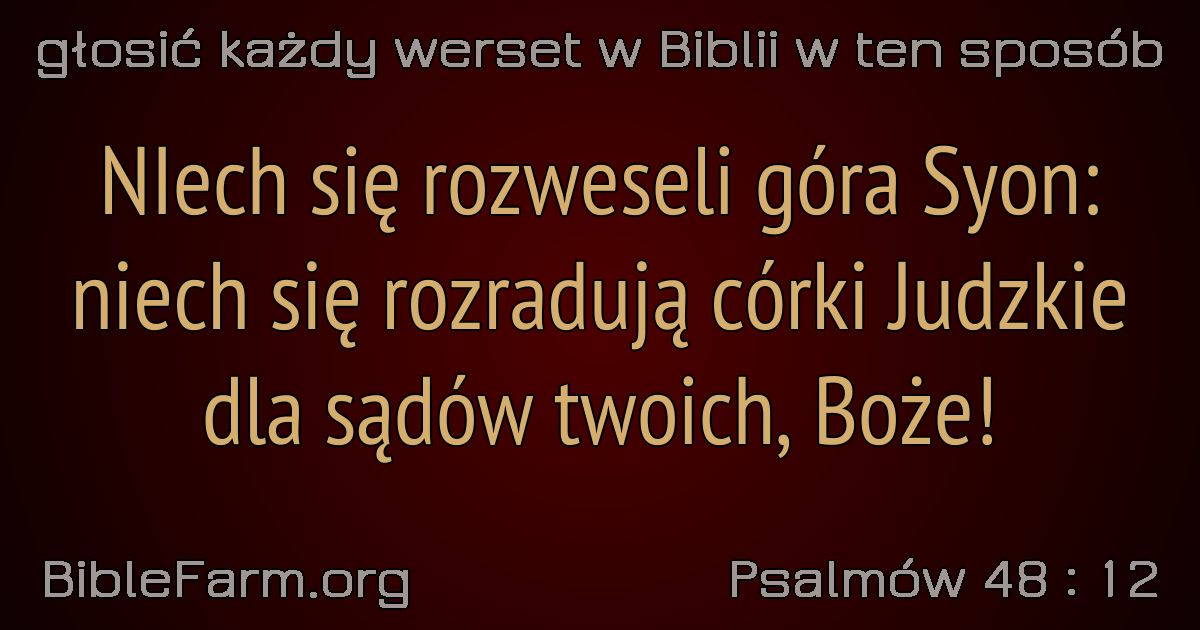 głosić każdy werset w Biblii w ten sposób
NIech się rozweseli góra Syon:
niech się rozradują córki Judzkie
dla sądów twoich, Boże!
BibleFarm.org
Psalmów 48 : 12